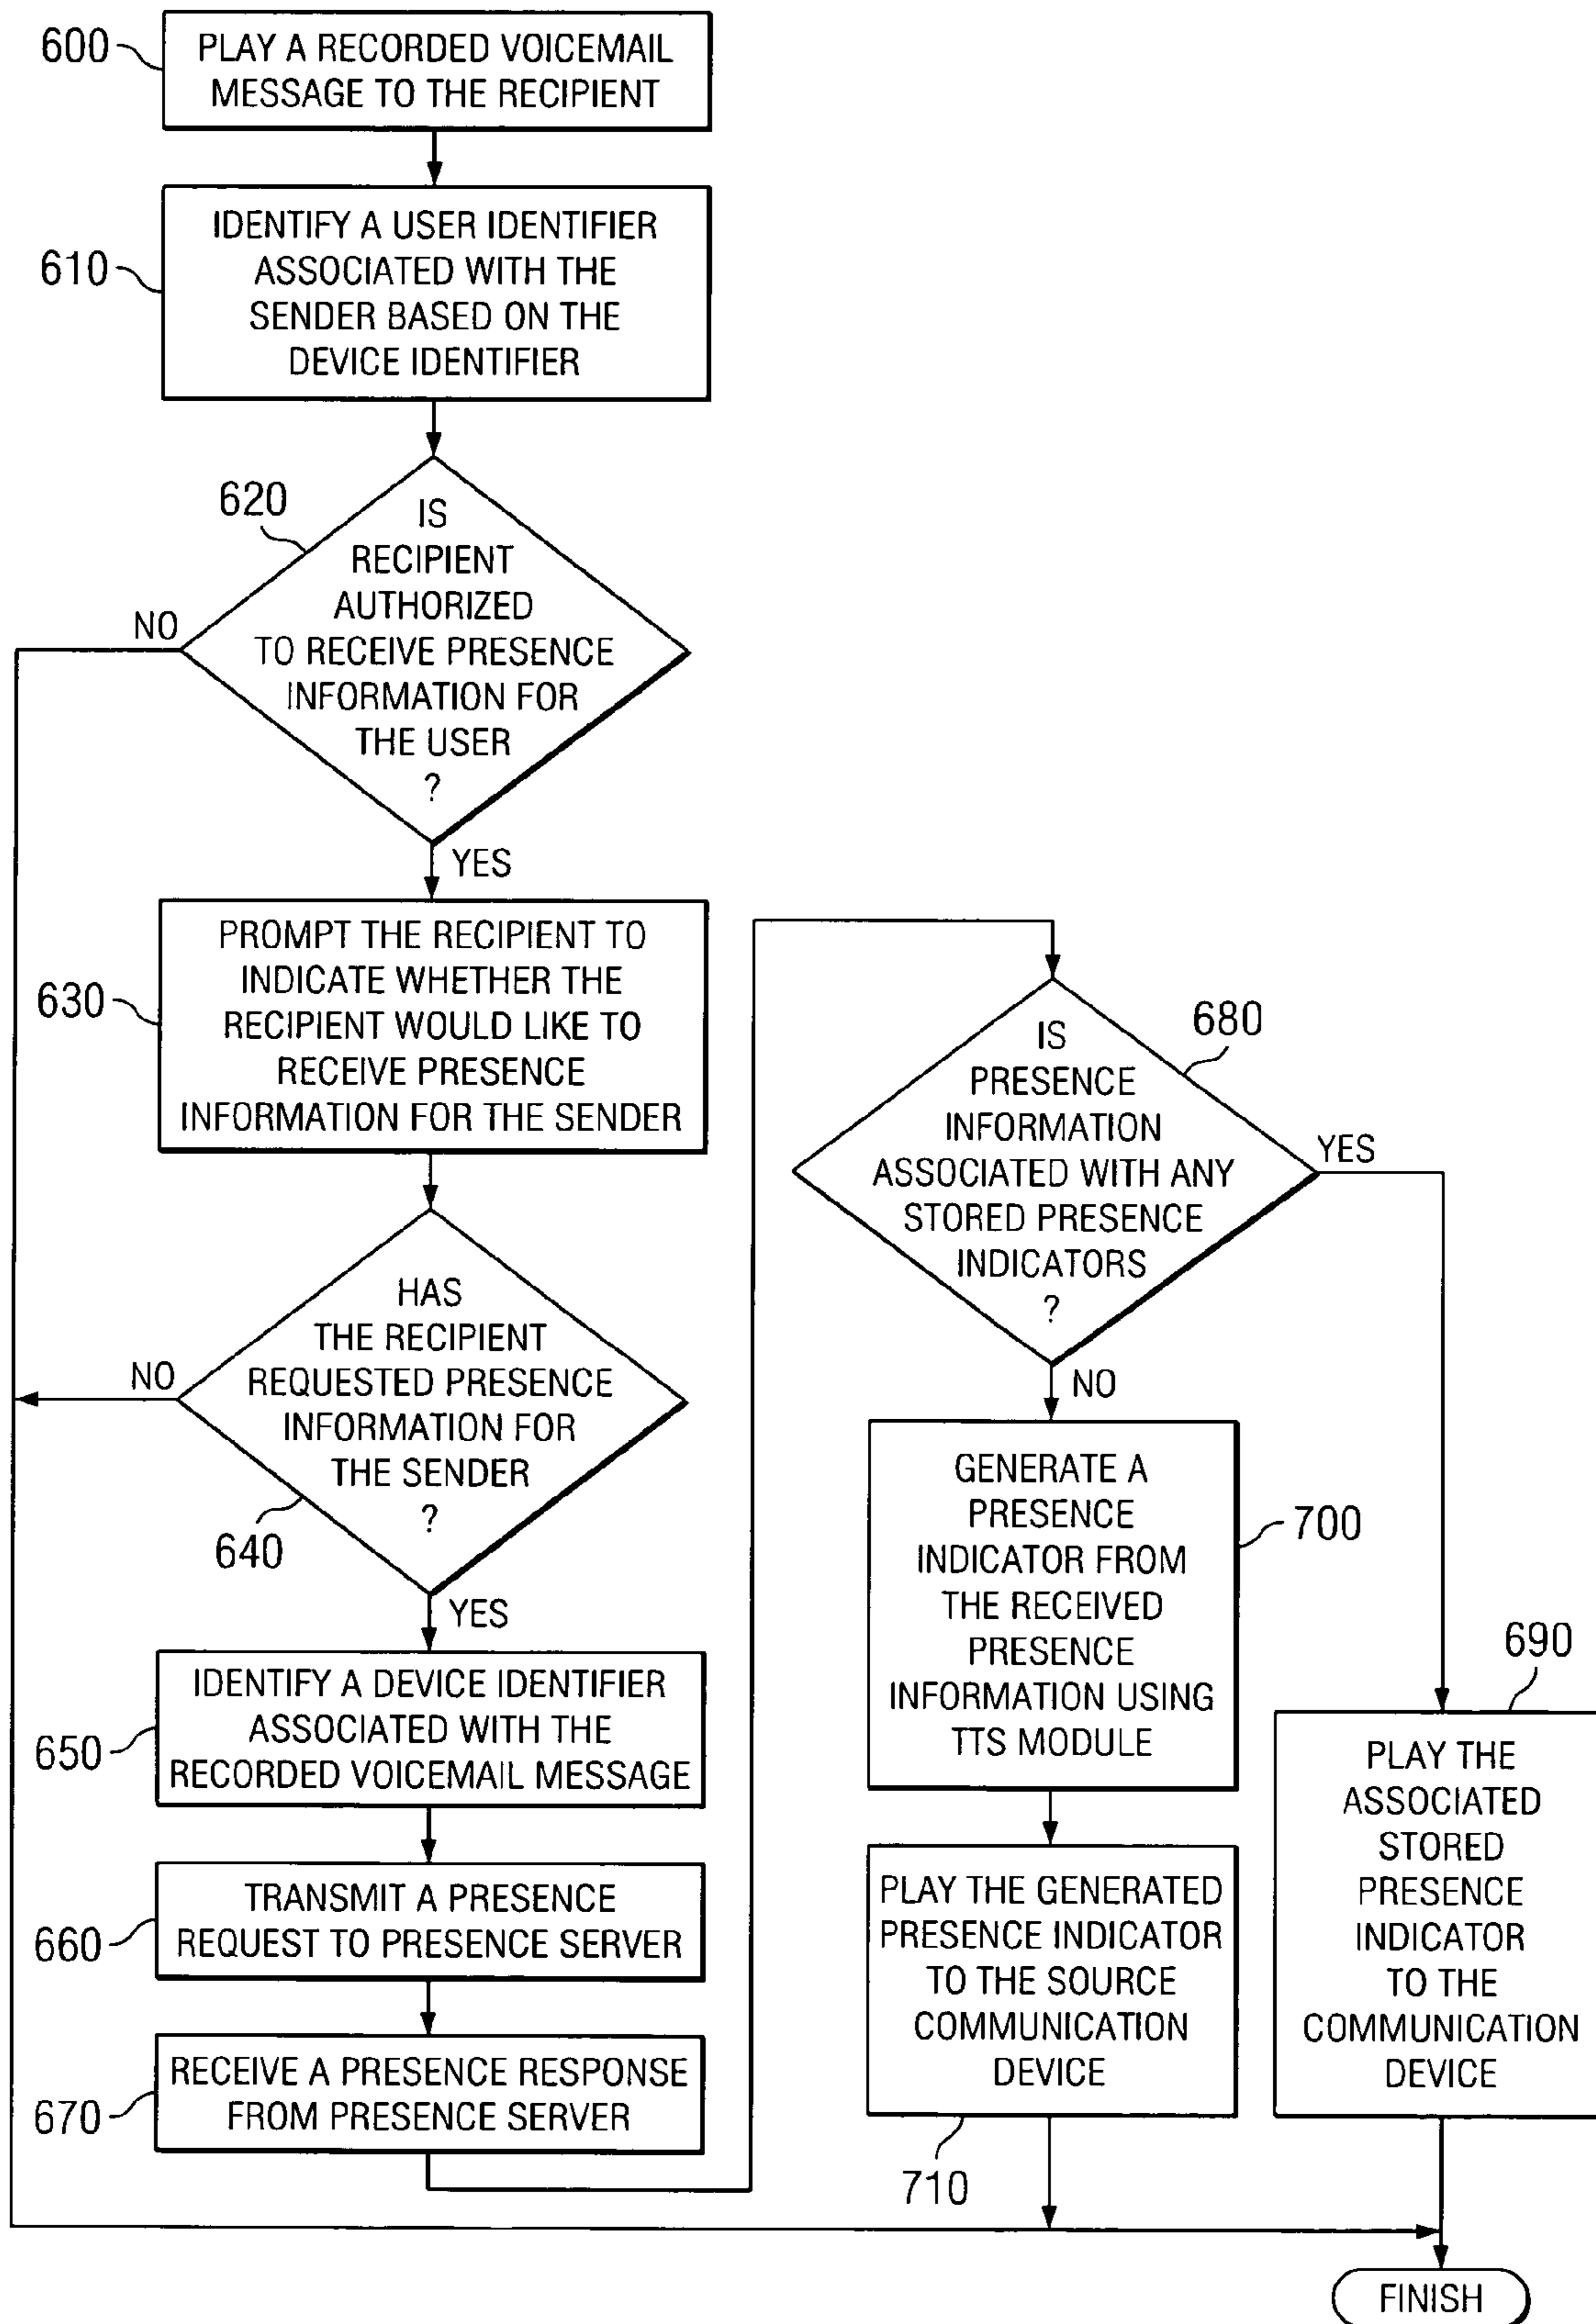 600
PLAY A RECORDED VOICEMAIL
MESSAGE TO THE RECIPIENT
610
IDENTIFY A USER IDENTIFIER
ASSOCIATED WITH THE
SENDER BASED ON THE
DEVICE IDENTIFIER
620
IS
RECIPIENT
AUTHORIZED
TO RECEIVE PRESENCE
INFORMATION FOR
THE USER
?
NO
YES
630
PROMPT THE RECIPIENT TO
INDICATE WHETHER THE
RECIPIENT WOULD LIKE TO
RECEIVE PRESENCE
INFORMATION FOR THE SENDER
HAS
THE RECIPIENT
REQUESTED PRESENCE
INFORMATION FOR
THE SENDER
?
NO
640
YES
650
IDENTIFY A DEVICE IDENTIFIER
ASSOCIATED WITH THE
RECORDED VOICEMAIL MESSAGE
660
TRANSMIT A PRESENCE
REQUEST TO PRESENCE SERVER
670
RECEIVE A PRESENCE RESPONSE
FROM PRESENCE SERVER
680
IS
PRESENCE
INFORMATION
ASSOCIATED WITH ANY
STORED PRESENCE
INDICATORS
?
YES
NO
GENERATE A
PRESENCE
INDICATOR FROM
THE RECEIVED
PRESENCE
INFORMATION USING
TTS MODULE
700
PLAY THE GENERATED
PRESENCE INDICATOR
TO THE SOURCE
COMMUNICATION
DEVICE
710
690
PLAY THE
ASSOCIATED
STORED
PRESENCE
INDICATOR
TO THE
COMMUNICATION
DEVICE
FINISH